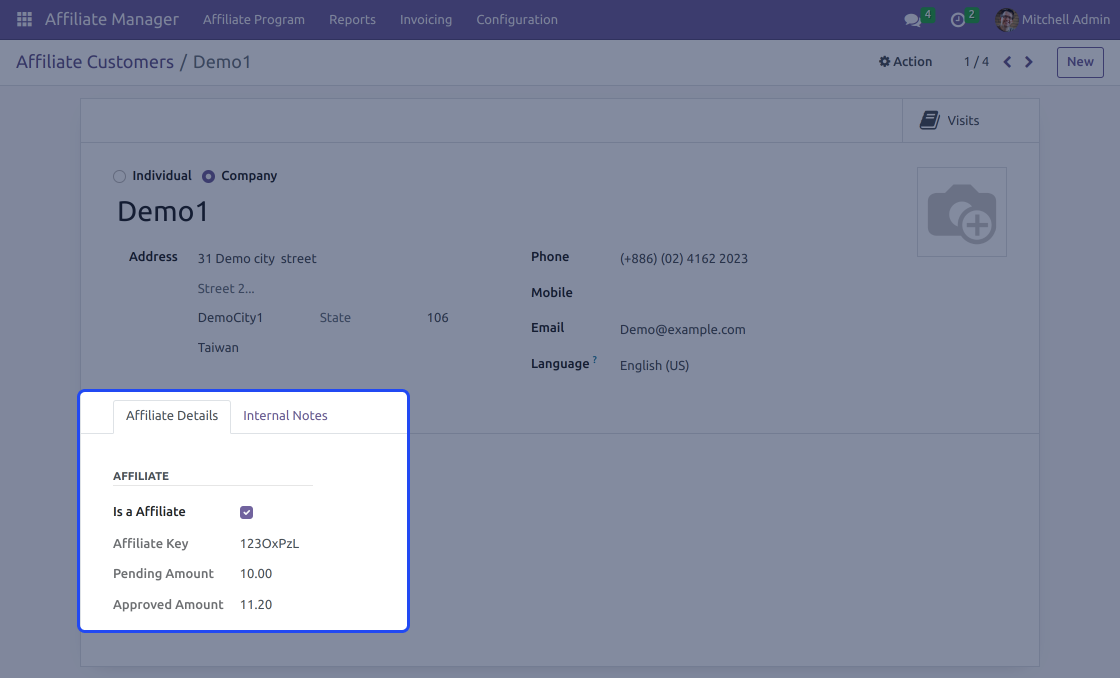 Affiliate Manager Affiliate Program Reports Invoicing Configuration 4 2 Mitchell Admin
Affiliate Customers / Demo1 Action 1 / 4 New
Visits
Individual Company
Demo1
Address 31 Demo city street Phone (+886) (02) 4162 2023
Street 2... Mobile
DemoCity1 State 106 Email Demo@example.com
Taiwan Language ? English (US)
Affiliate Details Internal Notes
AFFILIATE
Is a Affiliate
Affiliate Key 123OxPzL
Pending Amount 10.00
Approved Amount 11.20